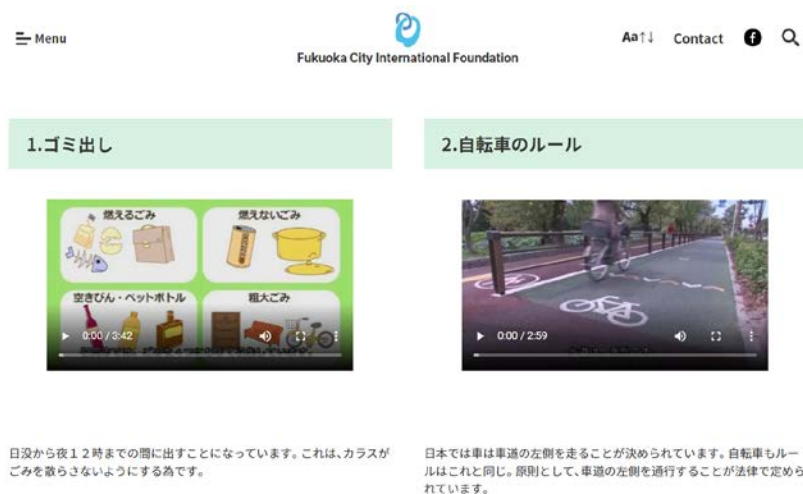 Menu
Fukuoka City International Foundation
Aa↑↓ Contact
1.ゴミ出し
燃えるごみ 燃えないごみ
空きびん・ペットボトル 粗大ごみ
0:00 / 3:42
日没から夜１２時までの間に出すことになっています。これは、カラスが
ごみを散らさないようにする為です。
2.自転車のルール
0:00 / 2:59
日本では車は車道の左側を走ることが決められています。自転車もルー
ルはこれと同じ。原則として、車道の左側を通行することが法律で定めら
れています。